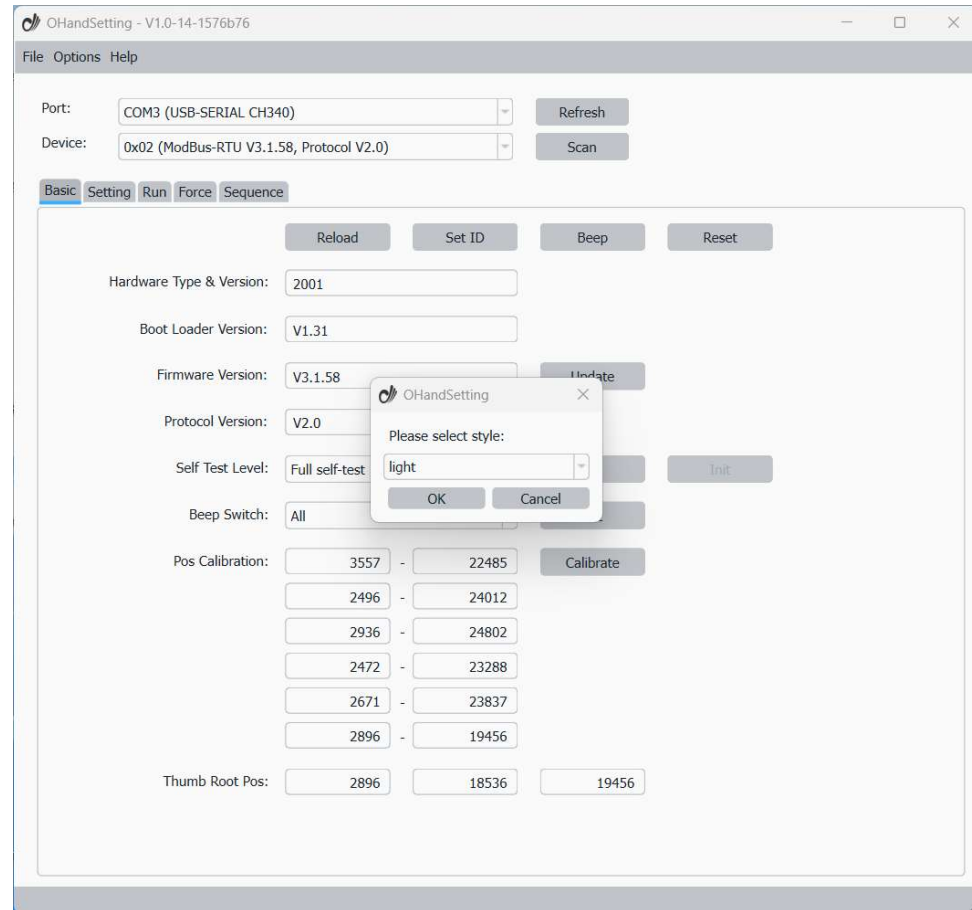 OHandSetting - V1.0-14-1576b76
File Options Help
Port: COM3 (USB-SERIAL CH340) Refresh
Device: 0x02 (ModBus-RTU V3.1.58, Protocol V2.0) Scan
Basic Setting Run Force Sequence
Reload Set ID Beep Reset
Hardware Type & Version: 2001
Boot Loader Version: V1.31
Firmware Version: V3.1.58 Update
OHandSetting
Protocol Version: V2.0
Please select style:
Self Test Level: Full self-test Init
light
OK Cancel
Beep Switch: All
Pos Calibration: 3557 - 22485 Calibrate
2496 - 24012
2936 - 24802
2472 - 23288
2671 - 23837
2896 - 19456
Thumb Root Pos: 2896 18536 19456